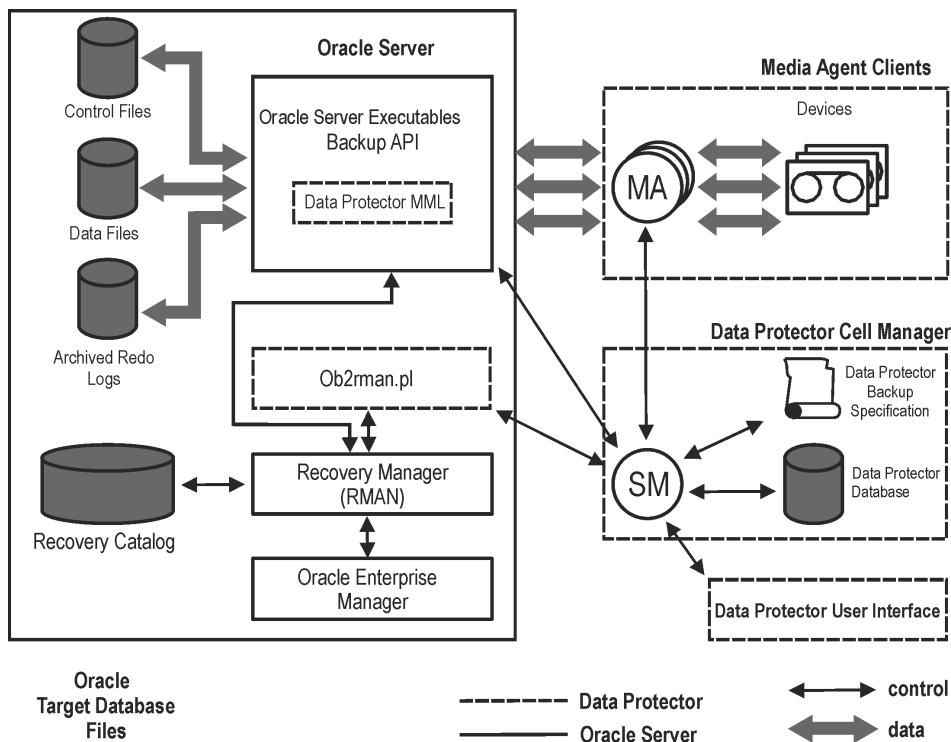 Oracle Server
Control Files
Data Files
Archived Redo
Logs
Oracle Server Executables
Backup API
Data Protector MML
Ob2rman.pl
Recovery Manager
(RMAN)
Recovery Catalog
Oracle Enterprise
Manager
Media Agent Clients
Devices
MA
Data Protector Cell Manager
Data Protector
Backup
Specification
SM
Data Protector
Database
Data Protector User Interface
Oracle
Target Database
Files
Data Protector
Oracle Server
control
data